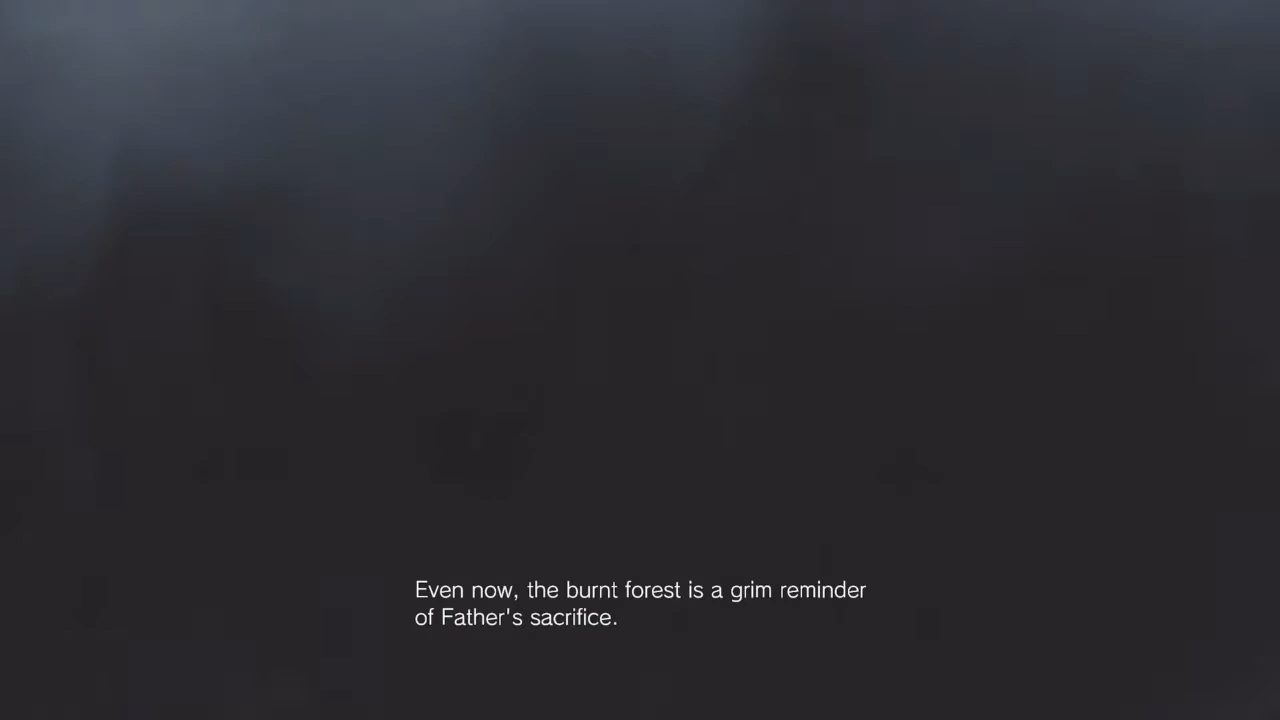 Even now, the burnt forest is a grim reminder
of Father's sacrifice.